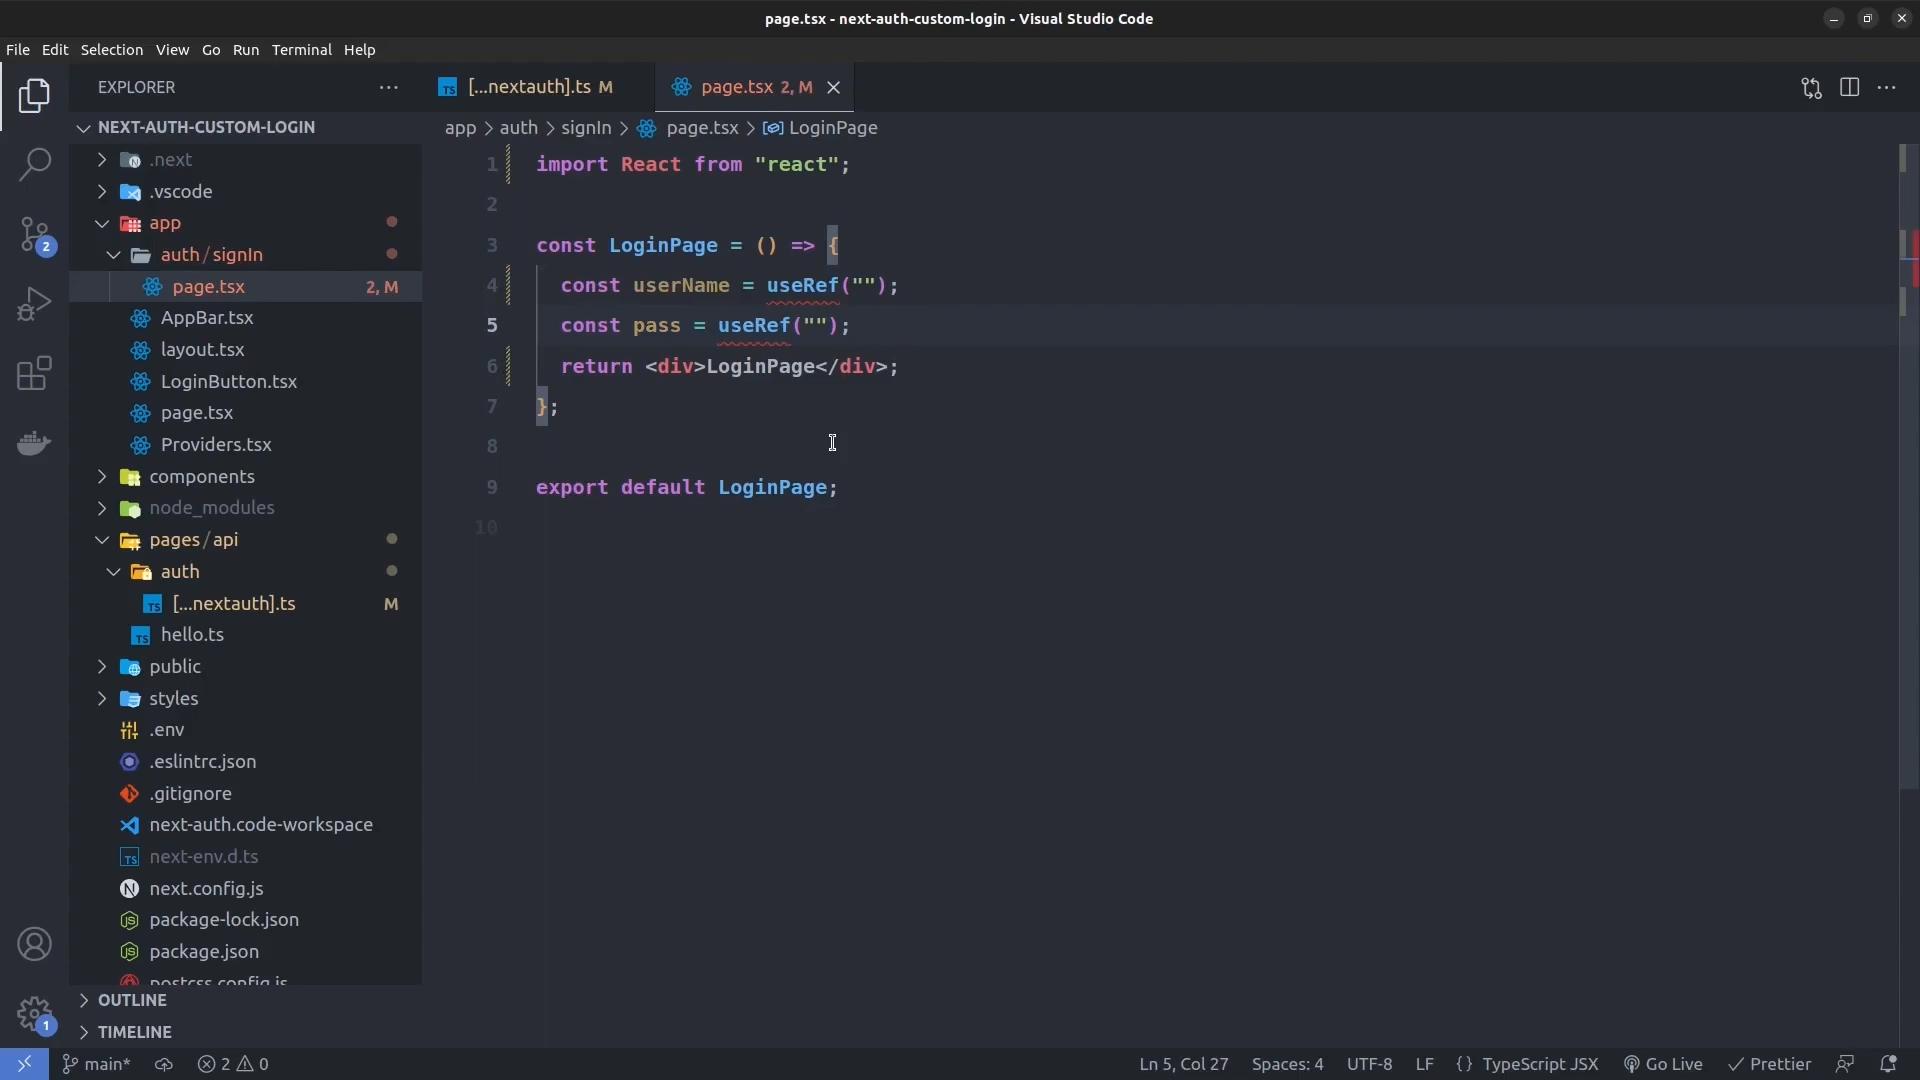 page.tsx - next-auth-custom-login - Visual Studio Code
File Edit Selection View Go Run Terminal Help
EXPLORER
NEXT-AUTH-CUSTOM-LOGIN
.next
.vscode
app
auth/signIn
page.tsx 2, M
AppBar.tsx
layout.tsx
LoginButton.tsx
page.tsx
Providers.tsx
components
node_modules
pages/api
auth
[...nextauth].ts M
hello.ts
public
styles
.env
.eslintrc.json
.gitignore
next-auth.code-workspace
next-env.d.ts
next.config.js
package-lock.json
package.json
postcss.config.js
OUTLINE
TIMELINE
[...nextauth].ts M
page.tsx 2, M
app > auth > signIn > page.tsx > LoginPage
1 import React from "react";
2
3 const LoginPage = () => {
4 const userName = useRef("");
5 const pass = useRef("");
6 return <div>LoginPage</div>;
7 };
8
9 export default LoginPage;
10
main* 2 0
Ln 5, Col 27 Spaces: 4 UTF-8 LF {} TypeScript JSX Go Live Prettier